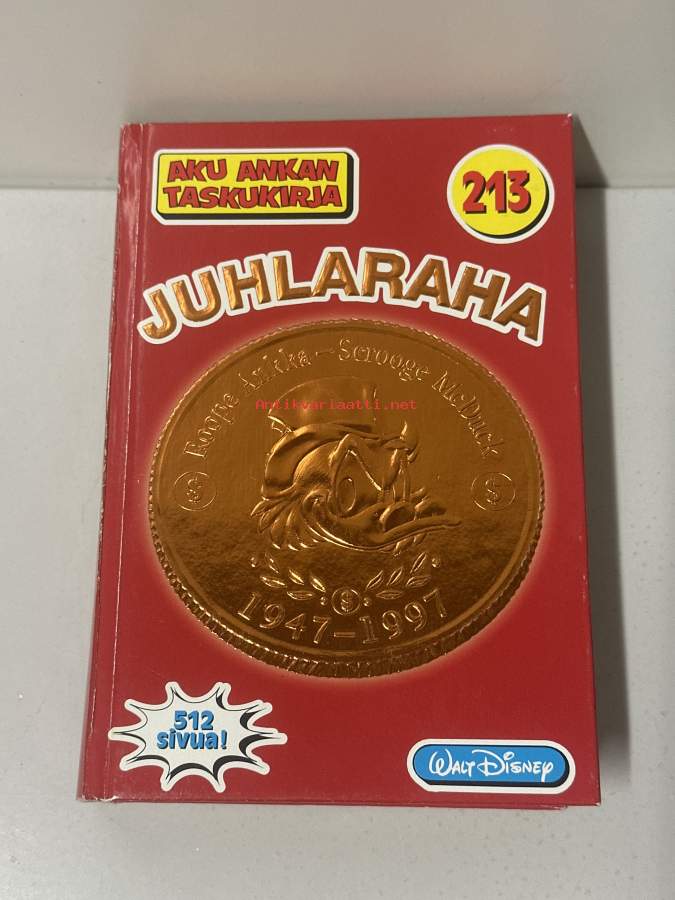 AKU ANKAN
TASKUKIRJA
213
JUHLARAHA
Roope Ankka – Scrooge McDuck
Antikvariaatti.net
$ $
$
1947–1997
512
sivua!
WALT DISNEY